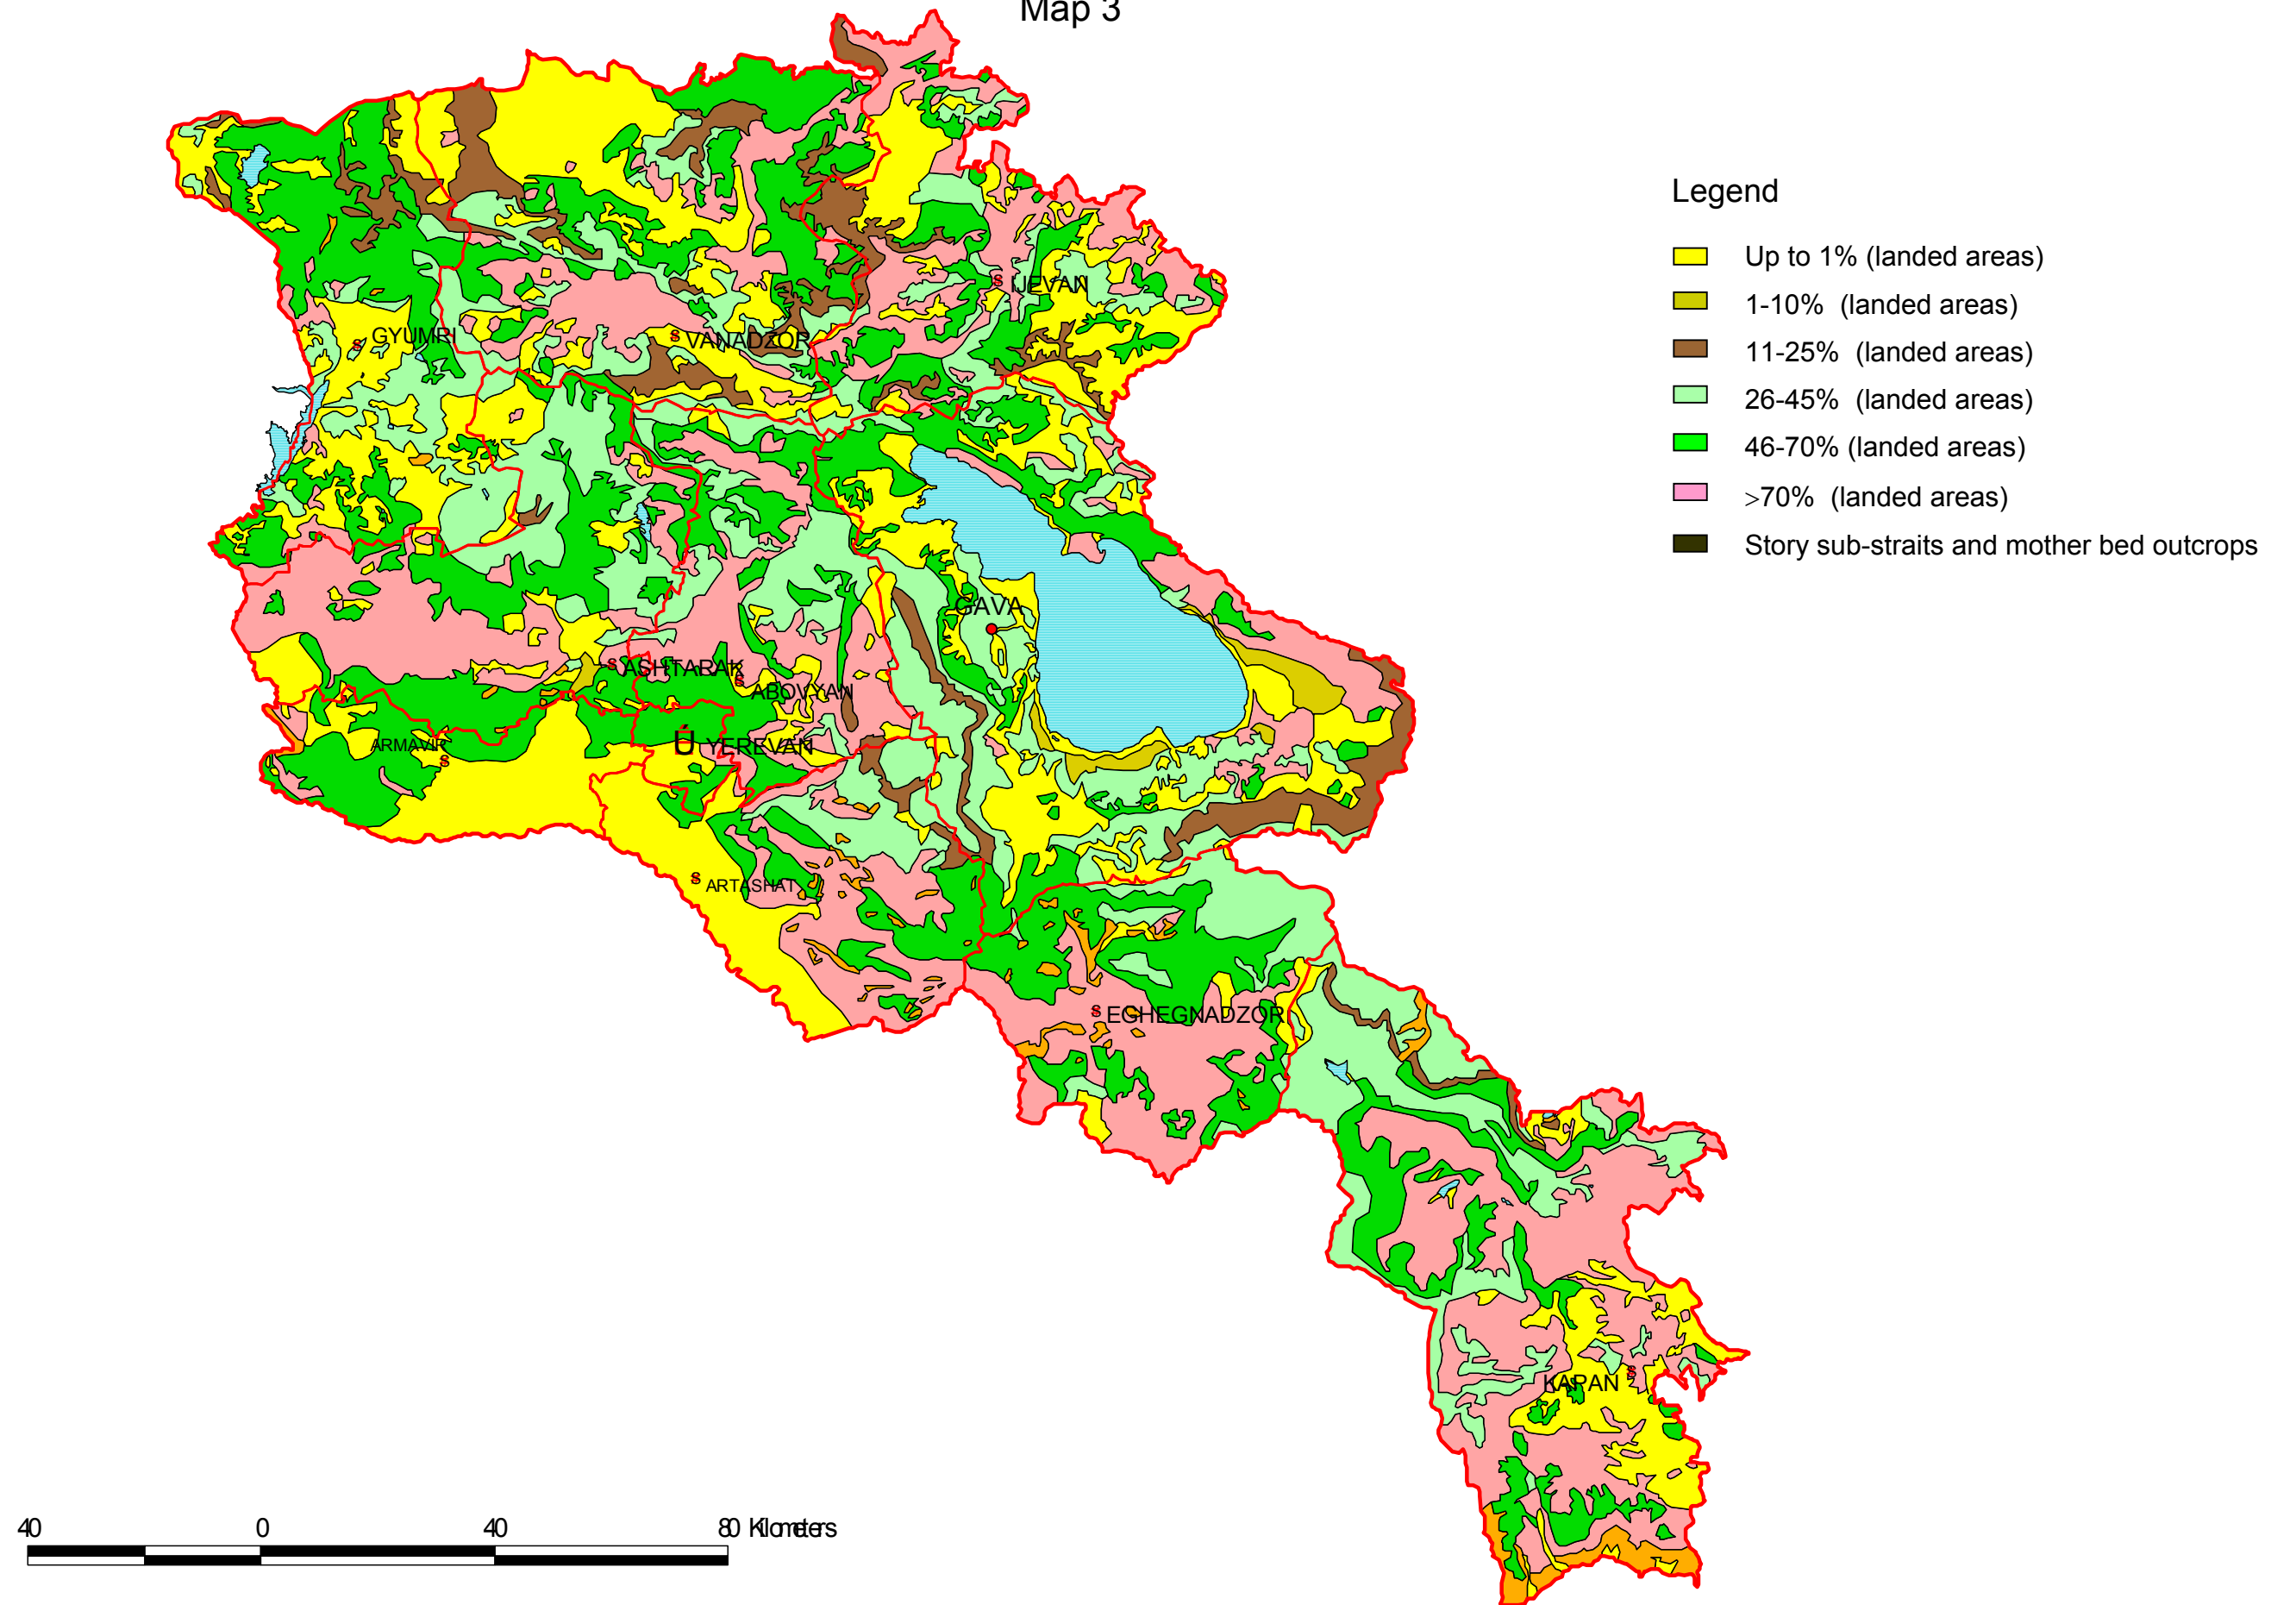 Map 3
Legend
Up to 1% (landed areas)
1-10% (landed areas)
11-25% (landed areas)
26-45% (landed areas)
46-70% (landed areas)
>70% (landed areas)
Story sub-straits and mother bed outcrops
IJEVAN
GYUMRI
VANADZOR
GAVA
ASHTARAK
ABOVYAN
ARMAVIR
Ű YEREVAN
ARTASHAT
EGHEGNADZOR
KAPAN
40 0 40 80 Kilometers